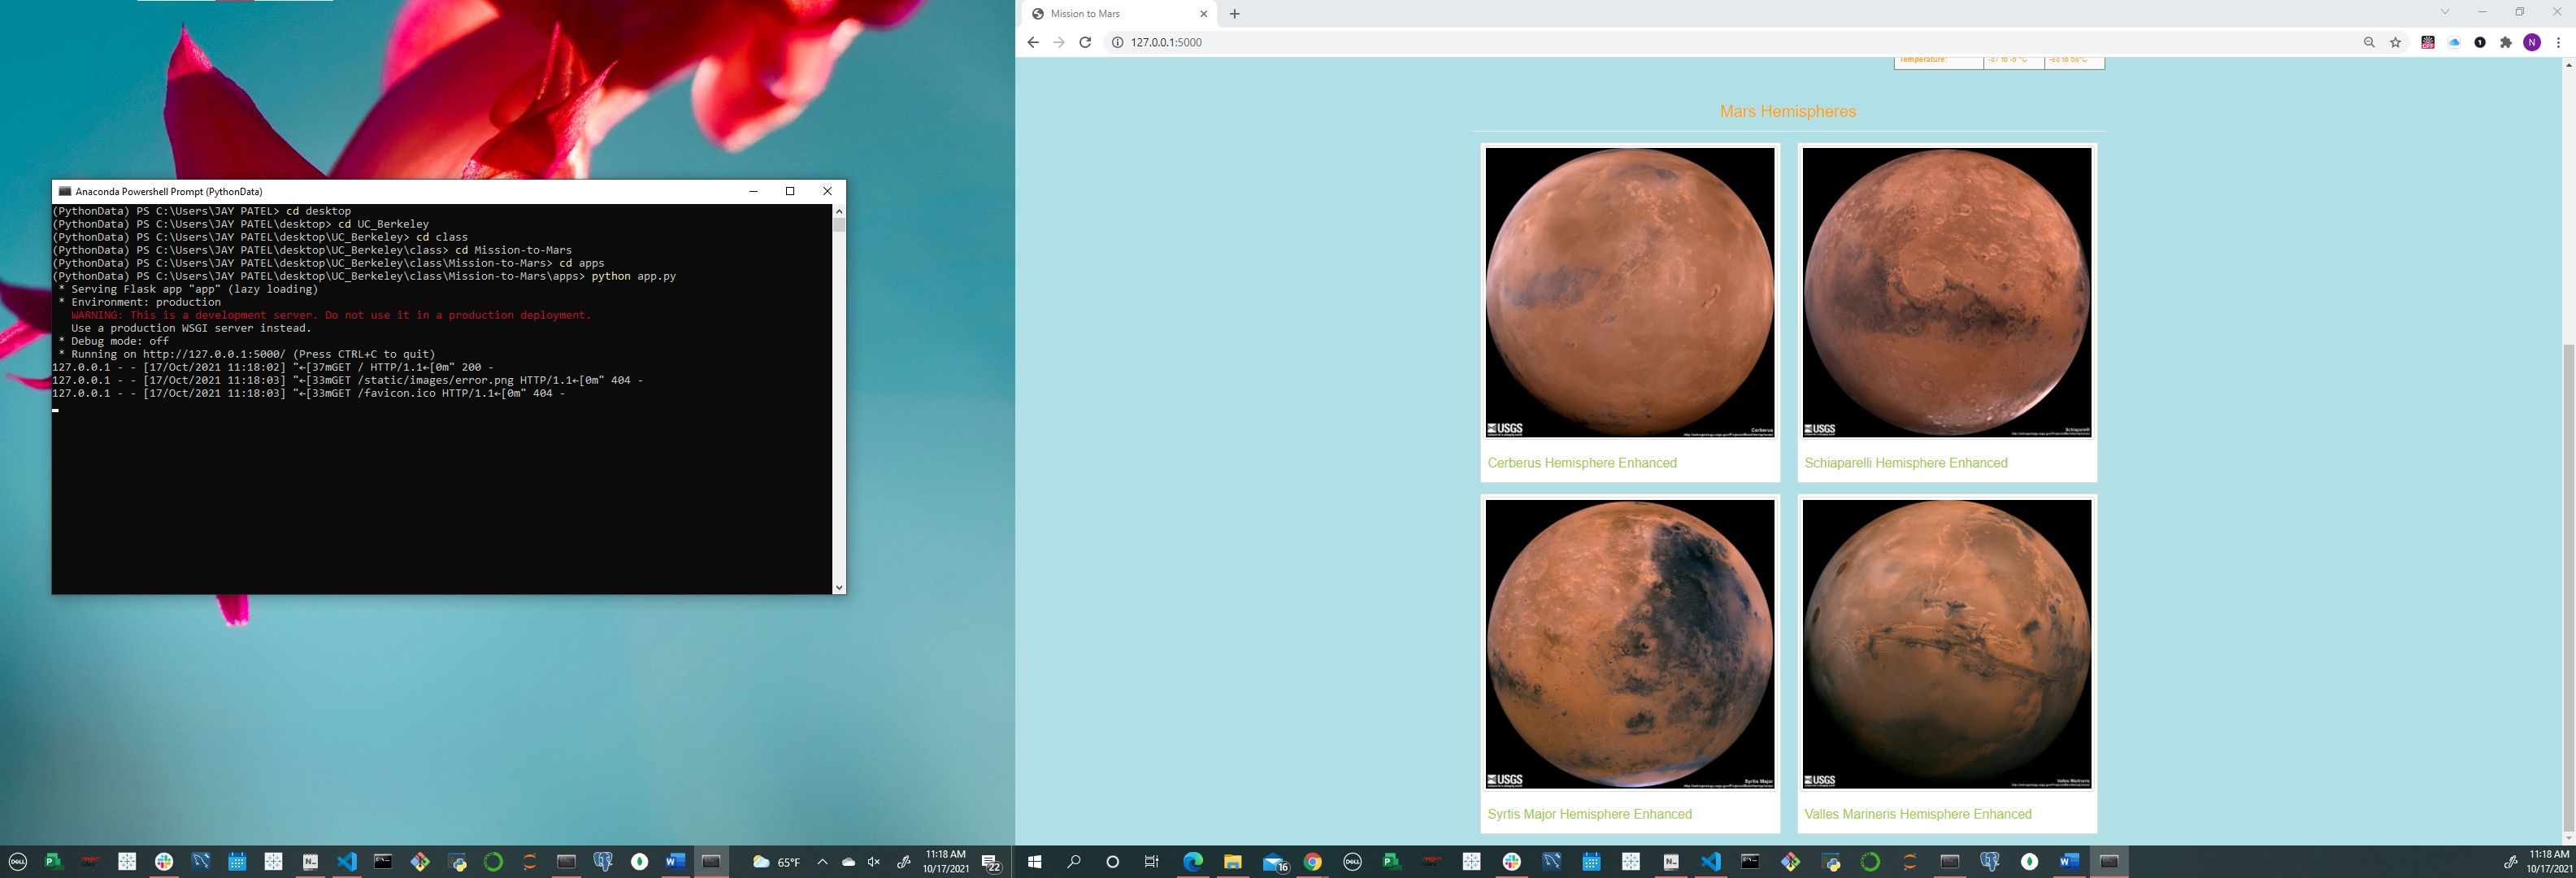 Anaconda Powershell Prompt (PythonData)
(PythonData) PS C:\Users\JAY PATEL> cd desktop
(PythonData) PS C:\Users\JAY PATEL\desktop> cd UC_Berkeley
(PythonData) PS C:\Users\JAY PATEL\desktop\UC_Berkeley> cd class
(PythonData) PS C:\Users\JAY PATEL\desktop\UC_Berkeley\class> cd Mission-to-Mars
(PythonData) PS C:\Users\JAY PATEL\desktop\UC_Berkeley\class\Mission-to-Mars> cd apps
(PythonData) PS C:\Users\JAY PATEL\desktop\UC_Berkeley\class\Mission-to-Mars\apps> python app.py
* Serving Flask app "app" (lazy loading)
* Environment: production
WARNING: This is a development server. Do not use it in a production deployment.
Use a production WSGI server instead.
* Debug mode: off
* Running on http://127.0.0.1:5000/ (Press CTRL+C to quit)
127.0.0.1 - - [17/Oct/2021 11:18:02] "←[37mGET / HTTP/1.1←[0m" 200 -
127.0.0.1 - - [17/Oct/2021 11:18:03] "←[33mGET /static/images/error.png HTTP/1.1←[0m" 404 -
127.0.0.1 - - [17/Oct/2021 11:18:03] "←[33mGET /favicon.ico HTTP/1.1←[0m" 404 -
65°F
11:18 AM
10/17/2021
22
Mission to Mars
127.0.0.1:5000
OFF
N
Temperature:
Mars Hemispheres
USGS
Cerberus
USGS
Schiaparelli
Cerberus Hemisphere Enhanced
Schiaparelli Hemisphere Enhanced
USGS
Syrtis Major
USGS
Valles Marineris
Syrtis Major Hemisphere Enhanced
Valles Marineris Hemisphere Enhanced
16
DELL
11:18 AM
10/17/2021